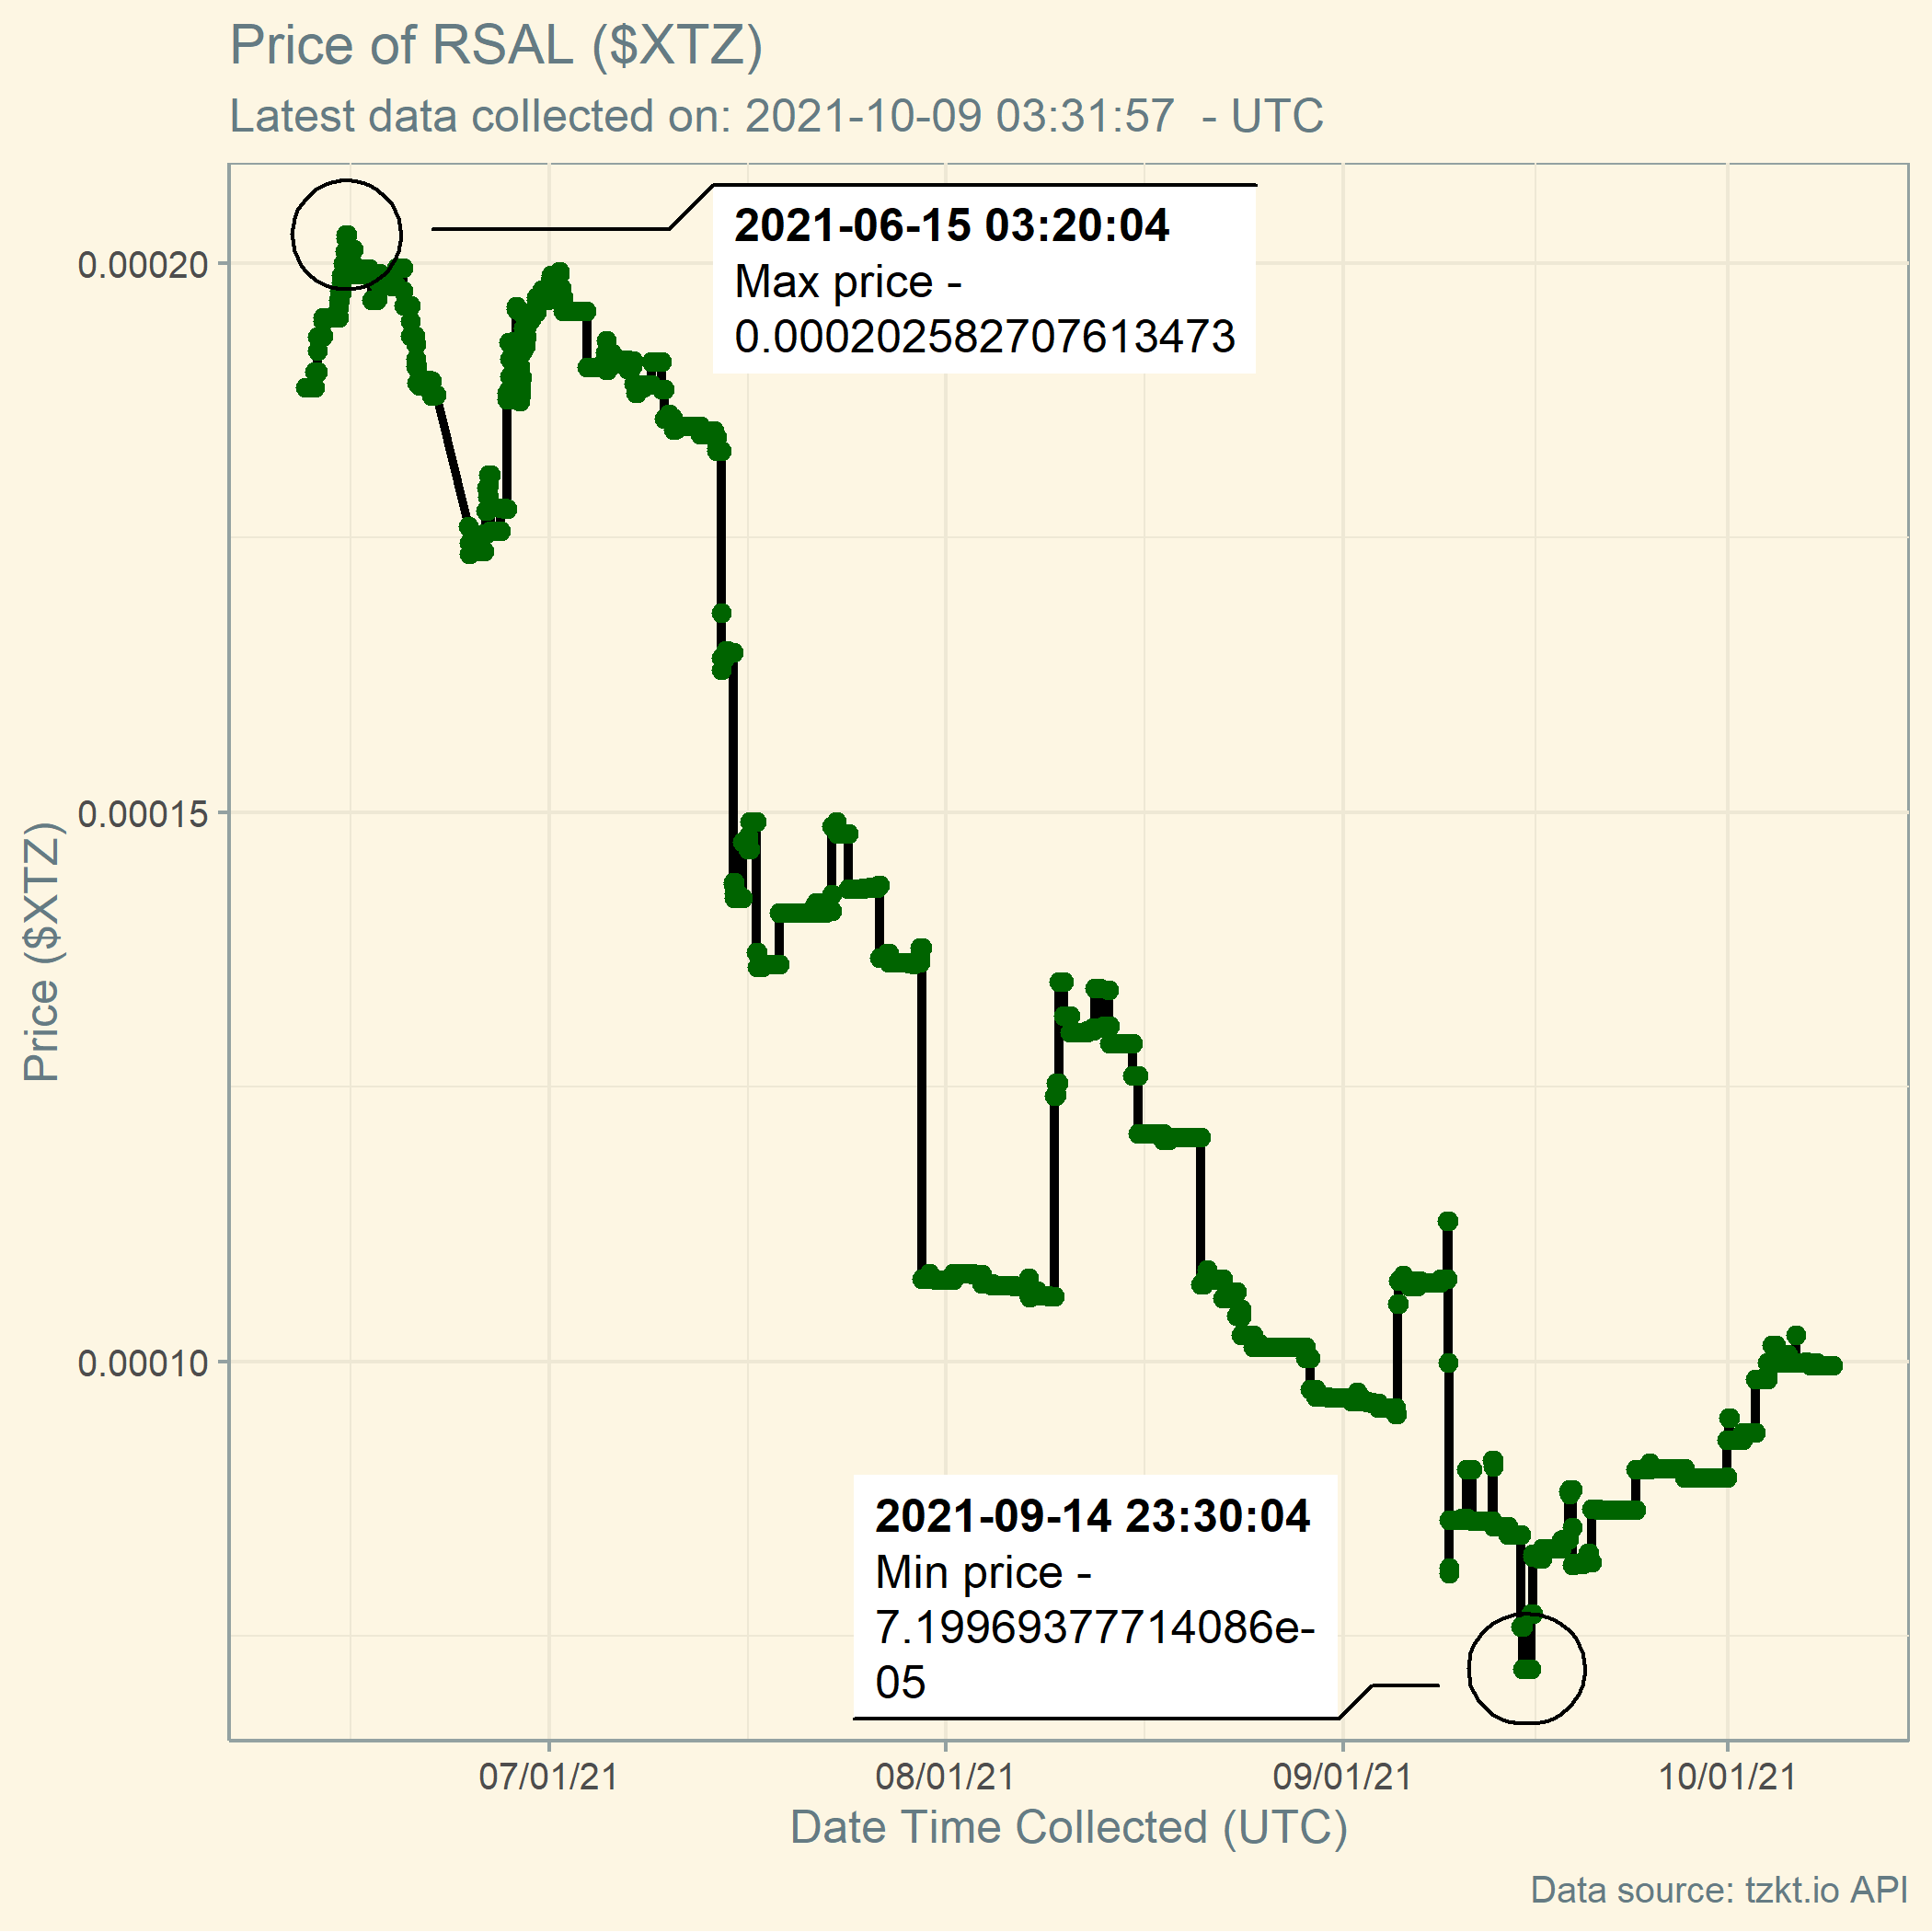 Price of RSAL ($XTZ)
Latest data collected on: 2021-10-09 03:31:57  - UTC
2021-06-15 03:20:04
Max price -
0.000202582707613473
0.00020
0.00015
0.00010
Price ($XTZ)
2021-09-14 23:30:04
Min price -
7.19969377714086e-
05
07/01/21
08/01/21
09/01/21
10/01/21
Date Time Collected (UTC)
Data source: tzkt.io API